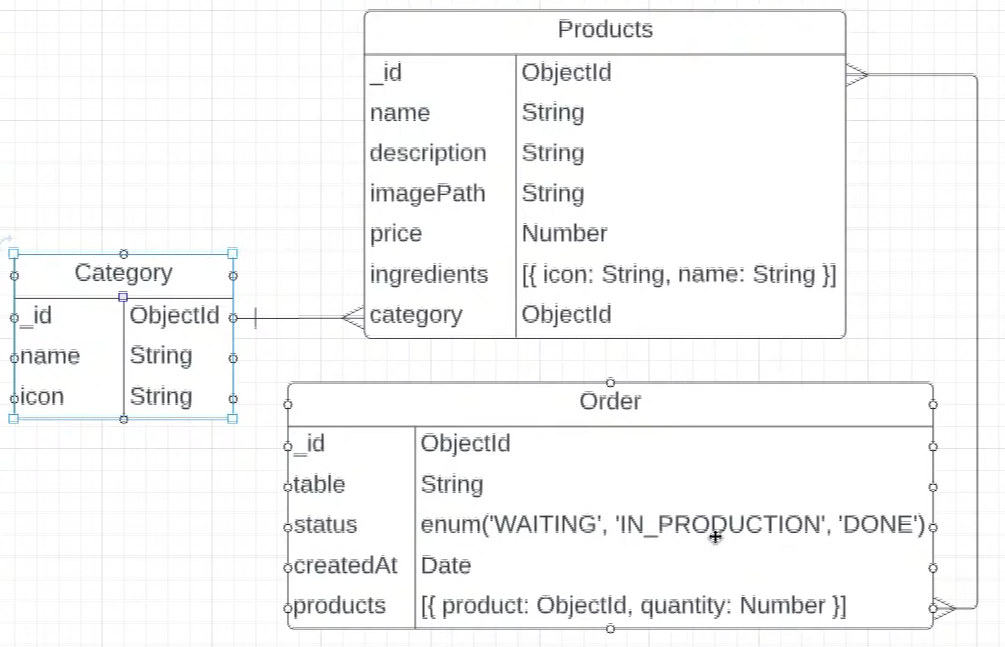 Products
_id ObjectId
name String
description String
imagePath String
price Number
ingredients [{ icon: String, name: String }]
category ObjectId
Category
_id ObjectId
name String
icon String
Order
_id ObjectId
table String
status enum('WAITING', 'IN_PRODUCTION', 'DONE')
createdAt Date
products [{ product: ObjectId, quantity: Number }]